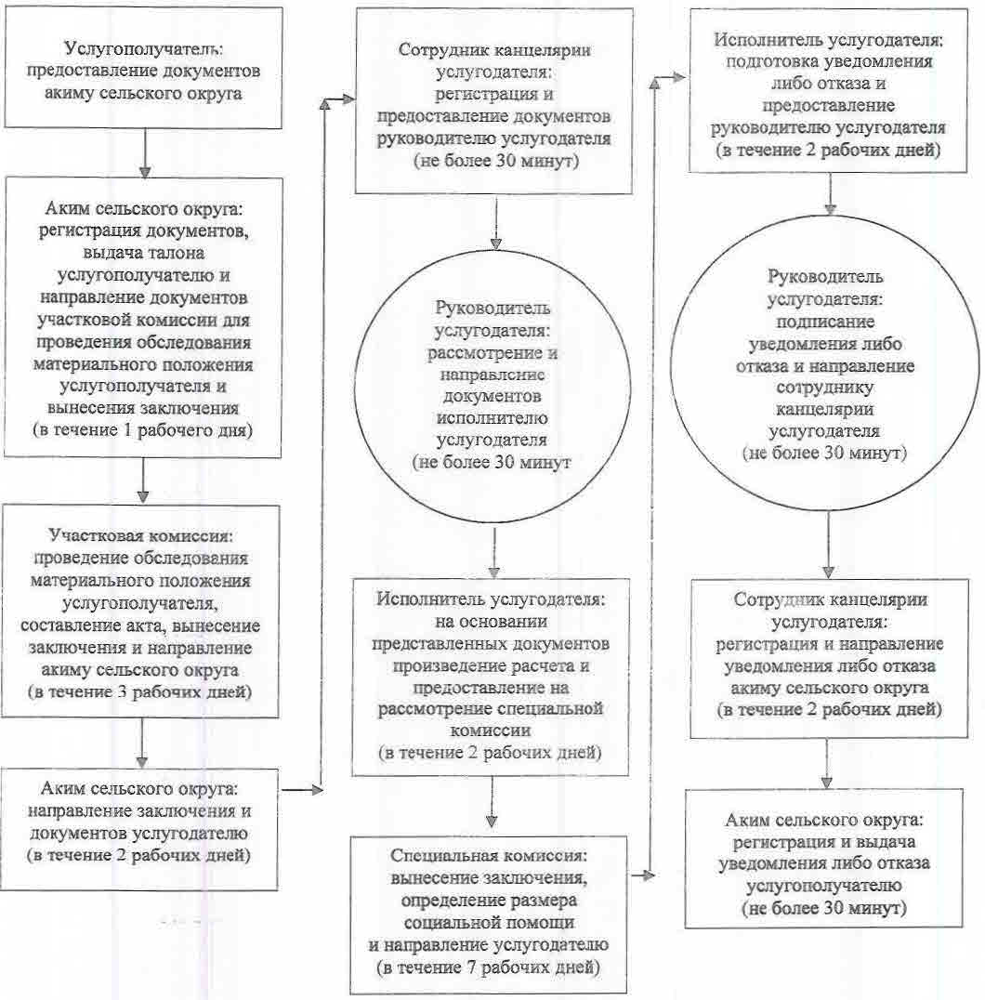 Услугополучатель:
предоставление документов
акиму сельского округа
Аким сельского округа:
регистрация документов,
выдача талона
услугополучателю и
направление документов
участковой комиссии для
проведения обследования
материального положения
услугополучателя и
вынесения заключения
(в течение 1 рабочего дня)
Участковая комиссия:
проведение обследования
материального положения
услугополучателя,
составление акта, вынесение
заключения и направление
акиму сельского округа
(в течение 3 рабочих дней)
Аким сельского округа:
направление заключения и
документов услугодателю
(в течение 2 рабочих дней)
Сотрудник канцелярии
услугодателя:
регистрация и
предоставление документов
руководителю услугодателя
(не более 30 минут)
Руководитель
услугодателя:
рассмотрение и
направление
документов
исполнителю
услугодателя
(не более 30 минут
Исполнитель услугодателя:
на основании
представленных документов
произведение расчета и
предоставление на
рассмотрение специальной
комиссии
(в течение 2 рабочих дней)
Специальная комиссия:
вынесение заключения,
определение размера
социальной помощи
и направление услугодателю
(в течение 7 рабочих дней)
Исполнитель услугодателя:
подготовка уведомления
либо отказа и
предоставление
руководителю услугодателя
(в течение 2 рабочих дней)
Руководитель
услугодателя:
подписание
уведомления либо
отказа и направление
сотруднику
канцелярии
услугодателя
(не более 30 минут)
Сотрудник канцелярии
услугодателя:
регистрация и направление
уведомления либо отказа
акиму сельского округа
(в течение 2 рабочих дней)
Аким сельского округа:
регистрация и выдача
уведомления либо отказа
услугополучателю
(не более 30 минут)